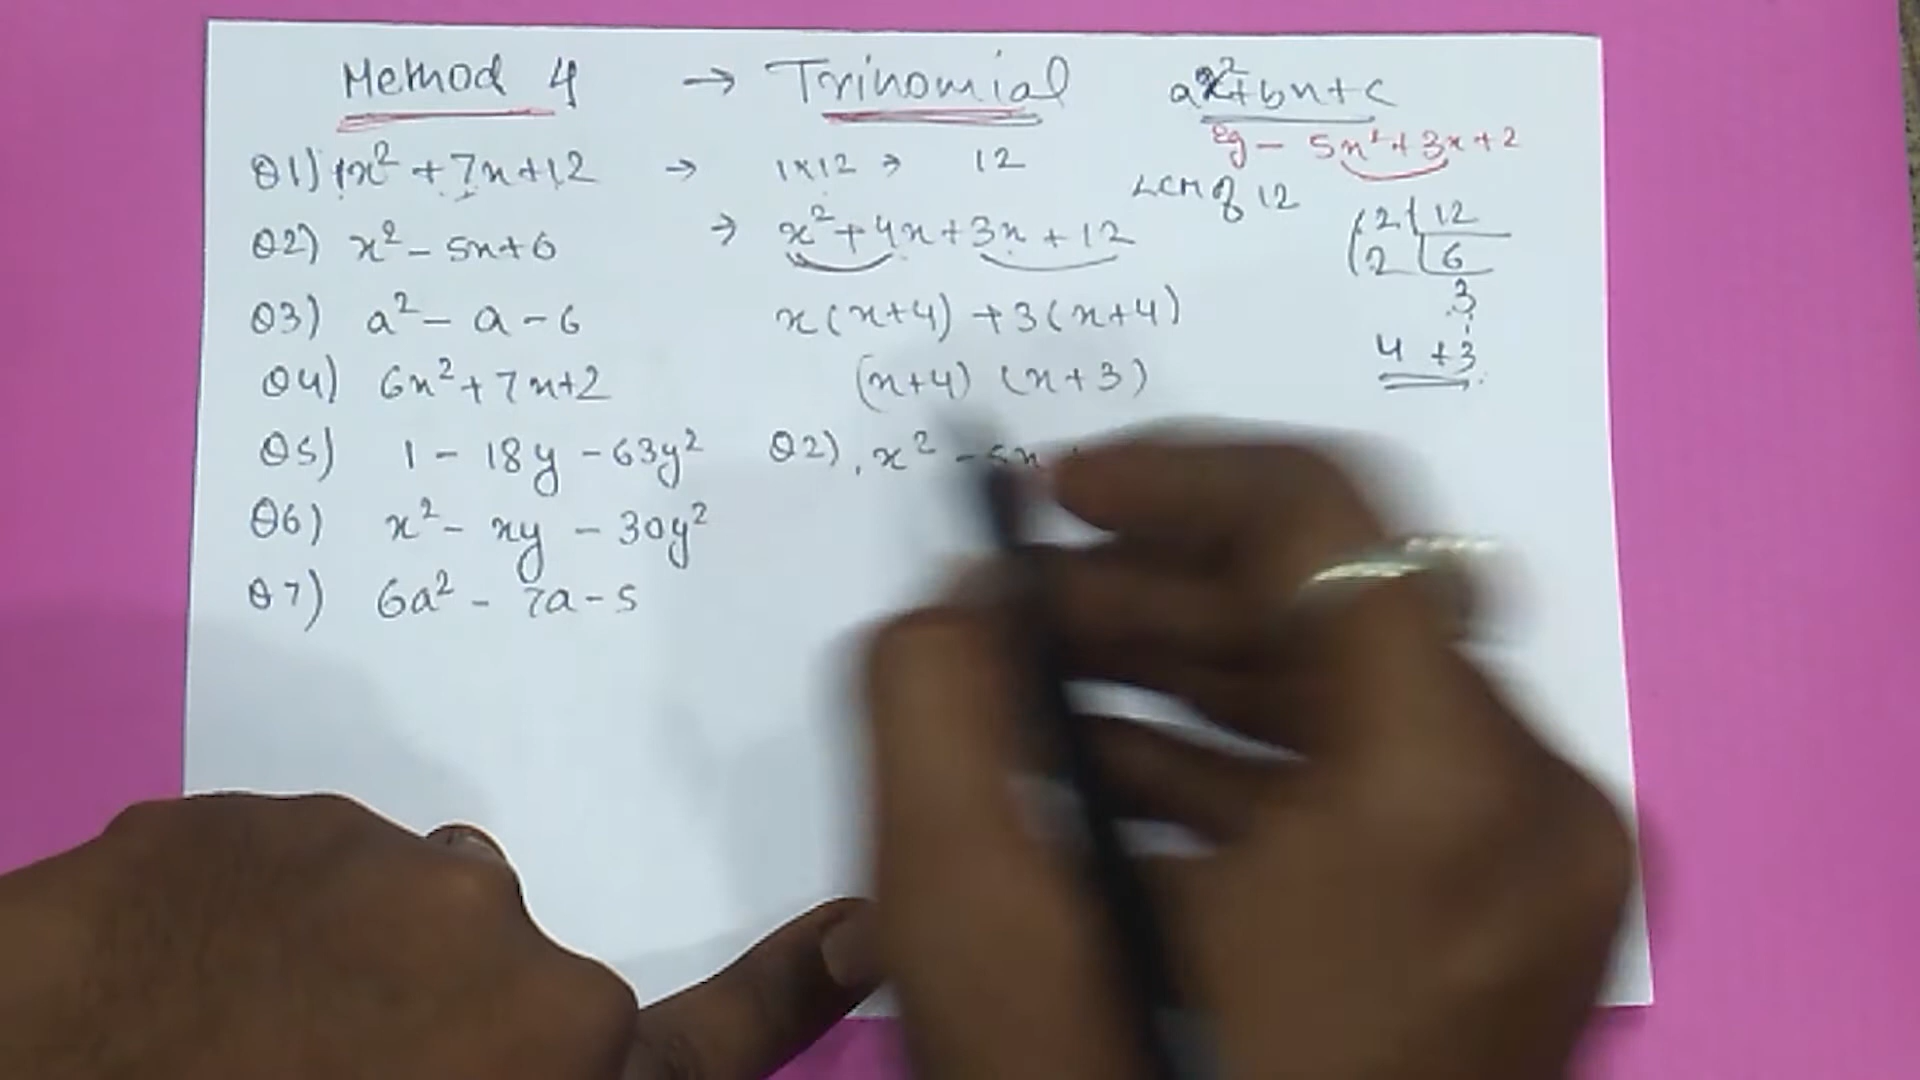 Method 4 → Trinomial ax²+bx+c
eg - 5x²+3x+2
Q1) 1x² + 7x+12 → 1x12 → 12
LCM of 12
2 | 12
2 | 6
3
4 +3
→ x²+4x+3x+12
x(x+4) +3(x+4)
(x+4) (x+3)
Q2) x² - 5x+6
Q3) a² - a - 6
Q4) 6x²+7x+2
Q5) 1 - 18y - 63y²
Q6) x² - xy - 30y²
Q7) 6a² - 7a - 5
Q2) x² - 5x